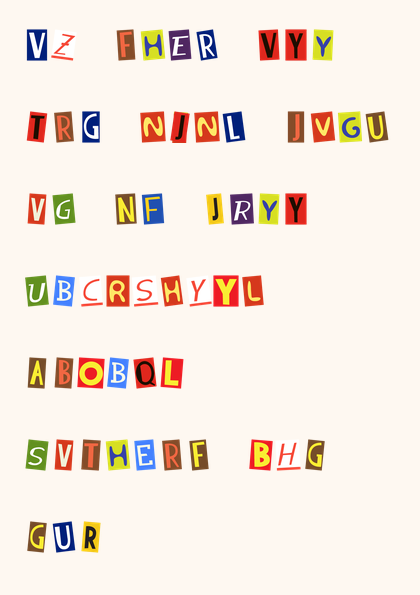 VZ FHER VYY
TRG NJNL JVGU
VG NF JRYY
UBCRSHYYL
ABOBQL
SVTHERF BHG
GUR